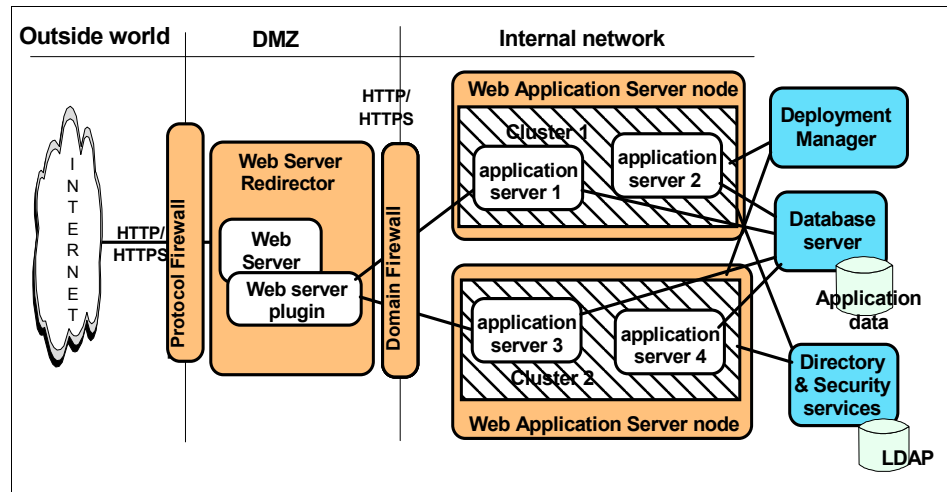 Outside world
DMZ
Internal network
INTERNET
HTTP/
HTTPS
Protocol Firewall
Web Server
Redirector
Web
Server
Web server
plugin
HTTP/
HTTPS
Domain Firewall
Web Application Server node
Cluster 1
application
server 1
application
server 2
application
server 3
application
server 4
Cluster 2
Web Application Server node
Deployment
Manager
Database
server
Application
data
Directory
& Security
services
LDAP